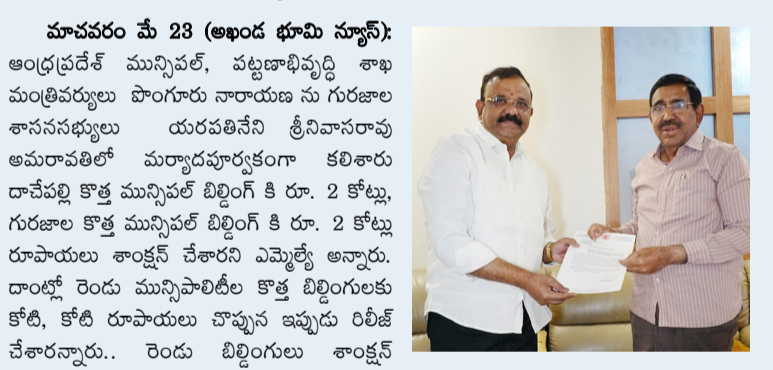 మాచవరం మే 23 (అఖండ భూమి న్యూస్):
ఆంధ్రప్రదేశ్ మున్సిపల్, పట్టణాభివృద్ధి శాఖ
మంత్రివర్యులు పొంగూరు నారాయణ ను గురజాల
శాసనసభ్యులు యరపతినేని శ్రీనివాసరావు
అమరావతిలో మర్యాదపూర్వకంగా కలిశారు
దాచేపల్లి కొత్త మున్సిపల్ బిల్డింగ్ కి రూ. 2 కోట్లు,
గురజాల కొత్త మున్సిపల్ బిల్డింగ్ కి రూ. 2 కోట్లు
రూపాయలు శాంక్షన్ చేశారని ఎమ్మెల్యే అన్నారు.
దాంట్లో రెండు మున్సిపాలిటీల కొత్త బిల్డింగులకు
కోటి, కోటి రూపాయలు చొప్పున ఇప్పుడు రిలీజ్
చేశారన్నారు.. రెండు బిల్డింగులు శాంక్షన్